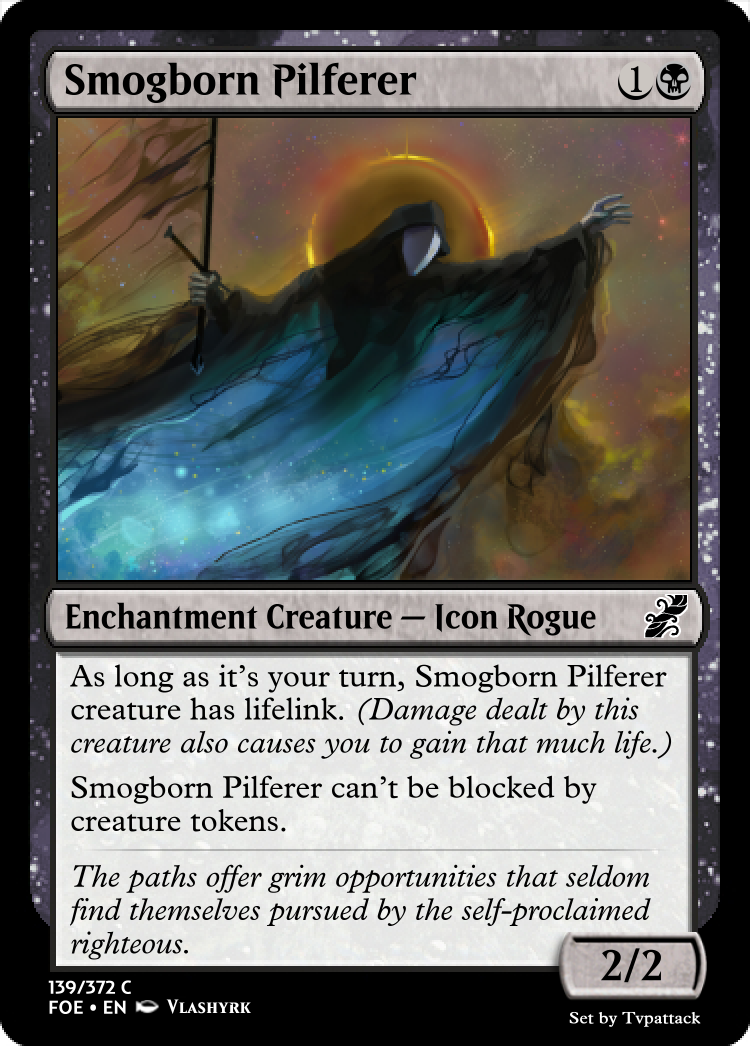 Smogborn Pilferer 1
Enchantment Creature — Icon Rogue
As long as it's your turn, Smogborn Pilferer
creature has lifelink. (Damage dealt by this
creature also causes you to gain that much life.)
Smogborn Pilferer can't be blocked by
creature tokens.
The paths offer grim opportunities that seldom
find themselves pursued by the self-proclaimed
righteous.
2/2
139/372 C
FOE • EN VLASHYRK
Set by Tvpattack